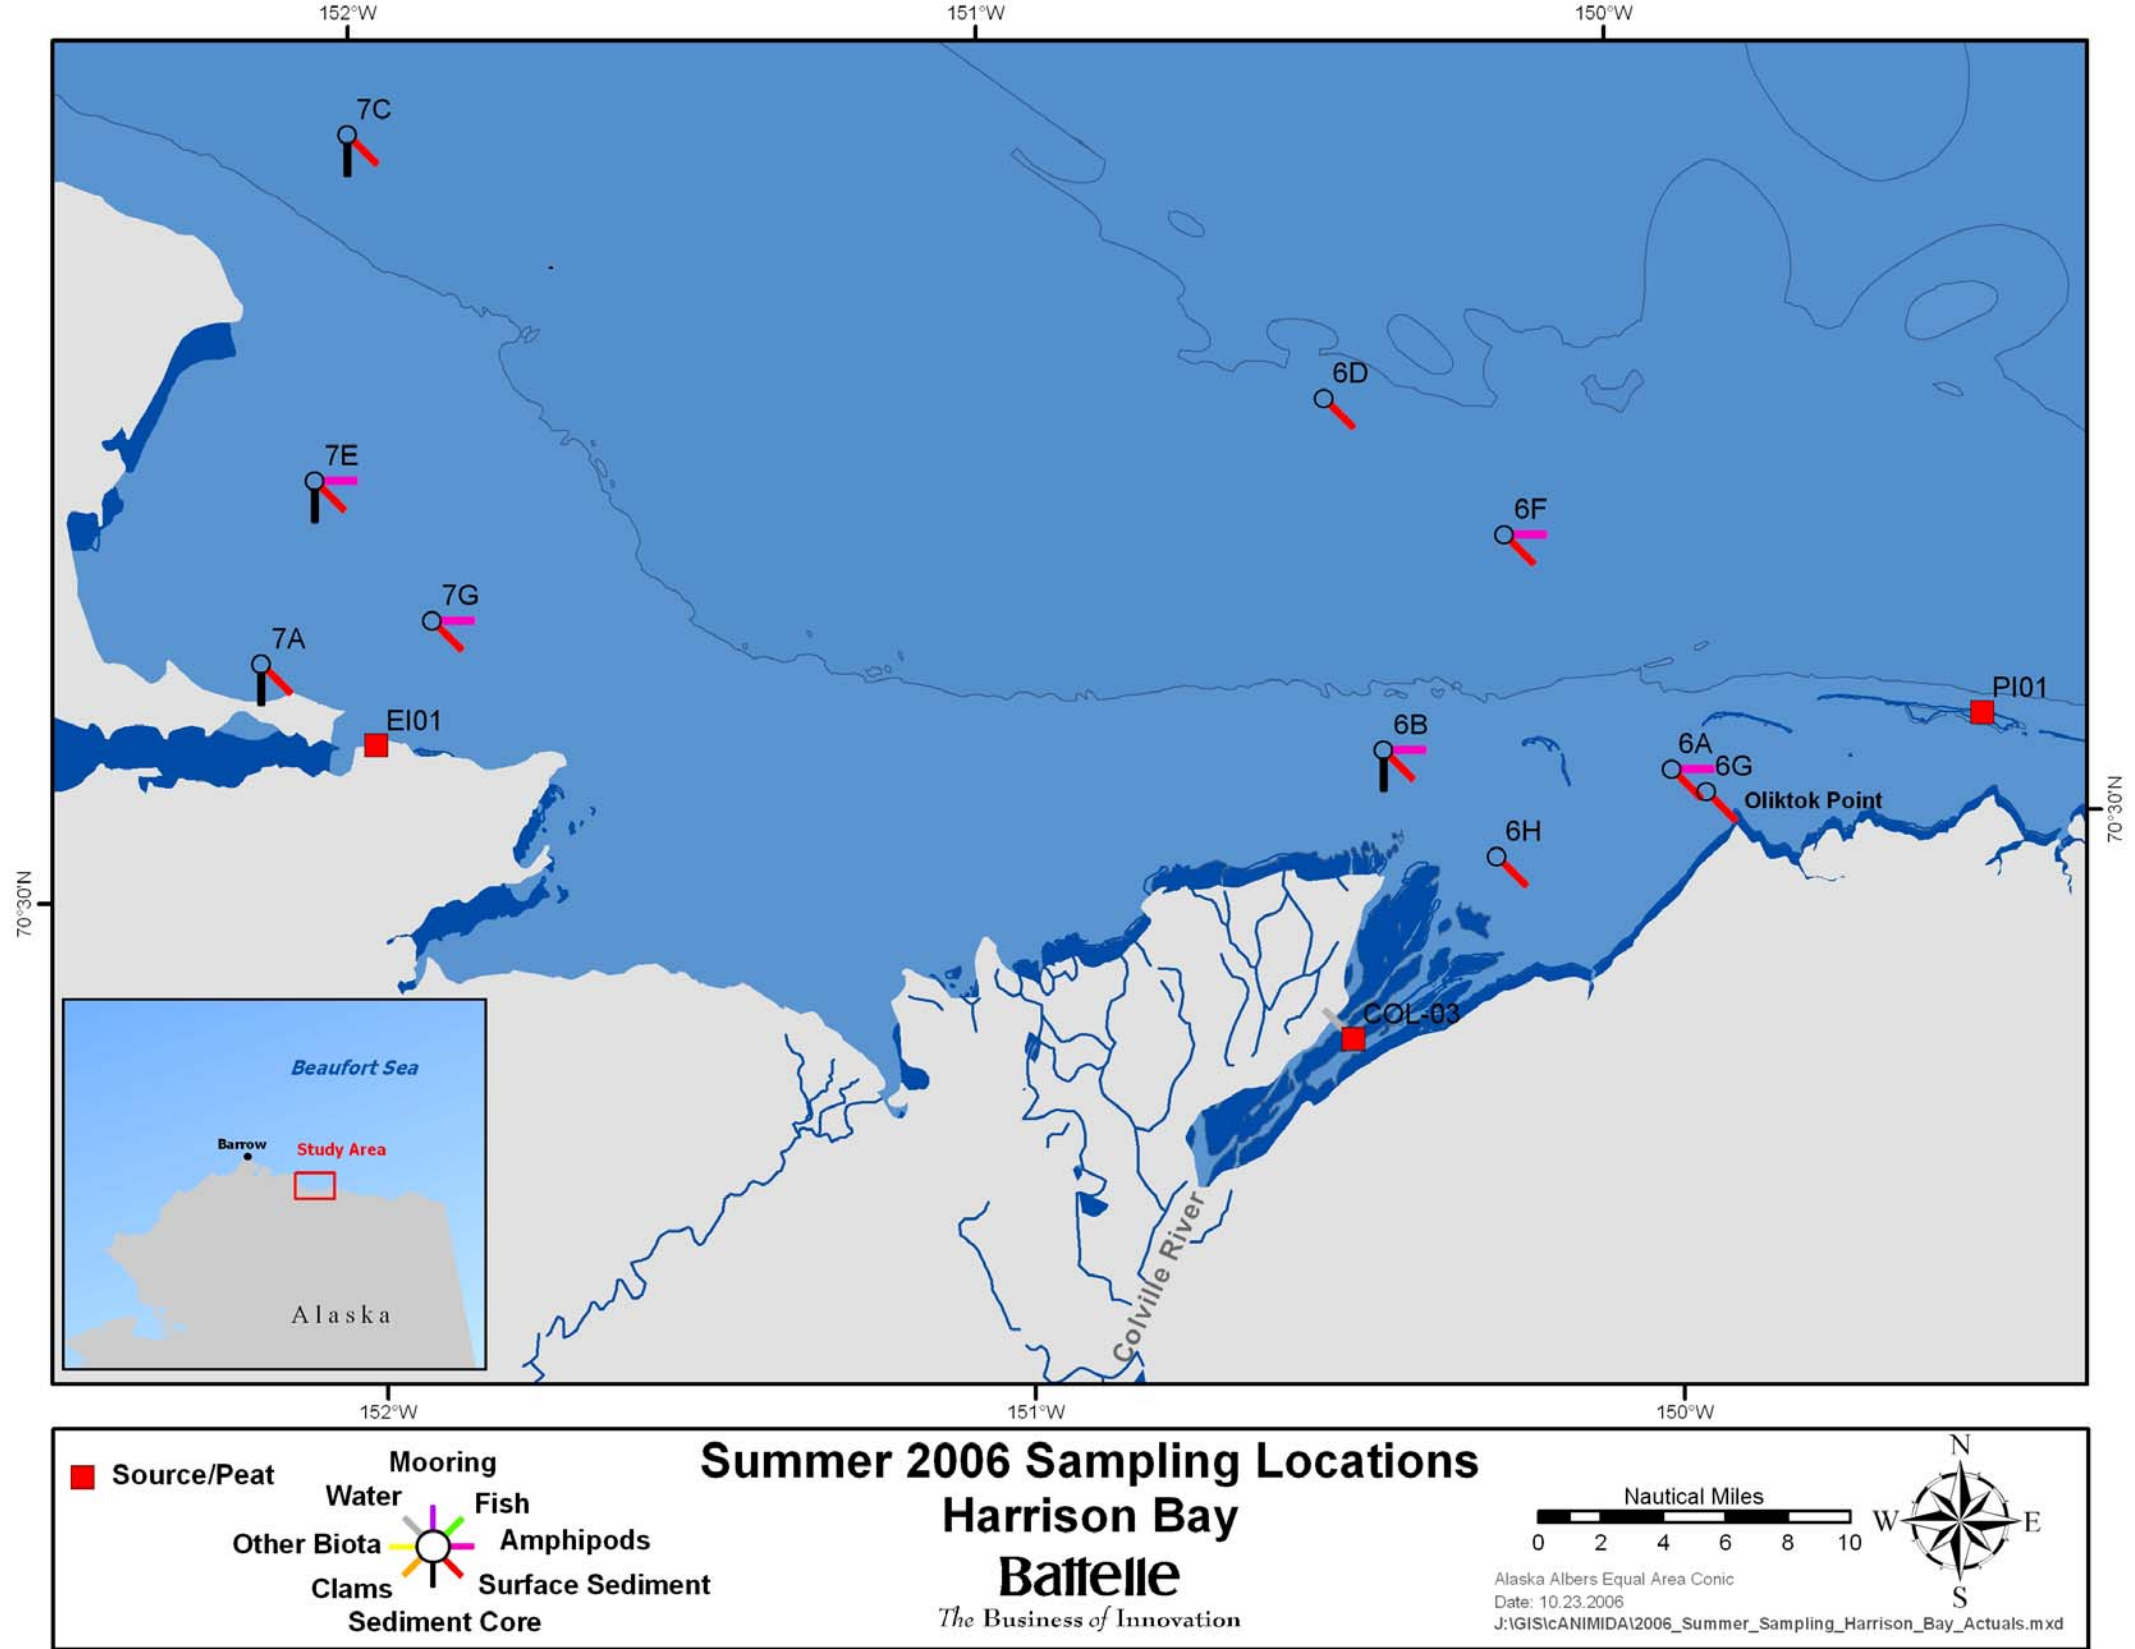 152°W
151°W
150°W
7C
6D
7E
6F
7G
7A
PI01
EI01
6B
6A
6G
Oliktok Point
70°30'N
6H
70°30'N
COL-03
Beaufort Sea
Barrow
Study Area
Alaska
Colville River
152°W
151°W
150°W
Source/Peat
Mooring
Water
Fish
Other Biota
Amphipods
Clams
Surface Sediment
Sediment Core
Summer 2006 Sampling Locations
Harrison Bay
Battelle
The Business of Innovation
Nautical Miles
0 2 4 6 8 10
N
W
E
S
Alaska Albers Equal Area Conic
Date: 10.23.2006
J:\GIS\cANIMIDA\2006_Summer_Sampling_Harrison_Bay_Actuals.mxd